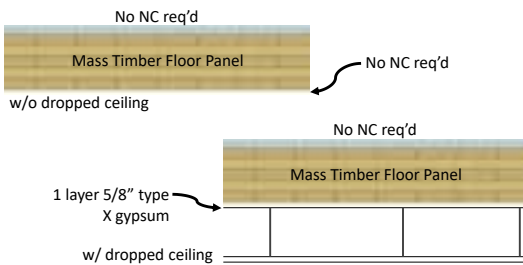 No NC req’d
Mass Timber Floor Panel
No NC req’d
w/o dropped ceiling
No NC req’d
Mass Timber Floor Panel
1 layer 5/8” type
X gypsum
w/ dropped ceiling